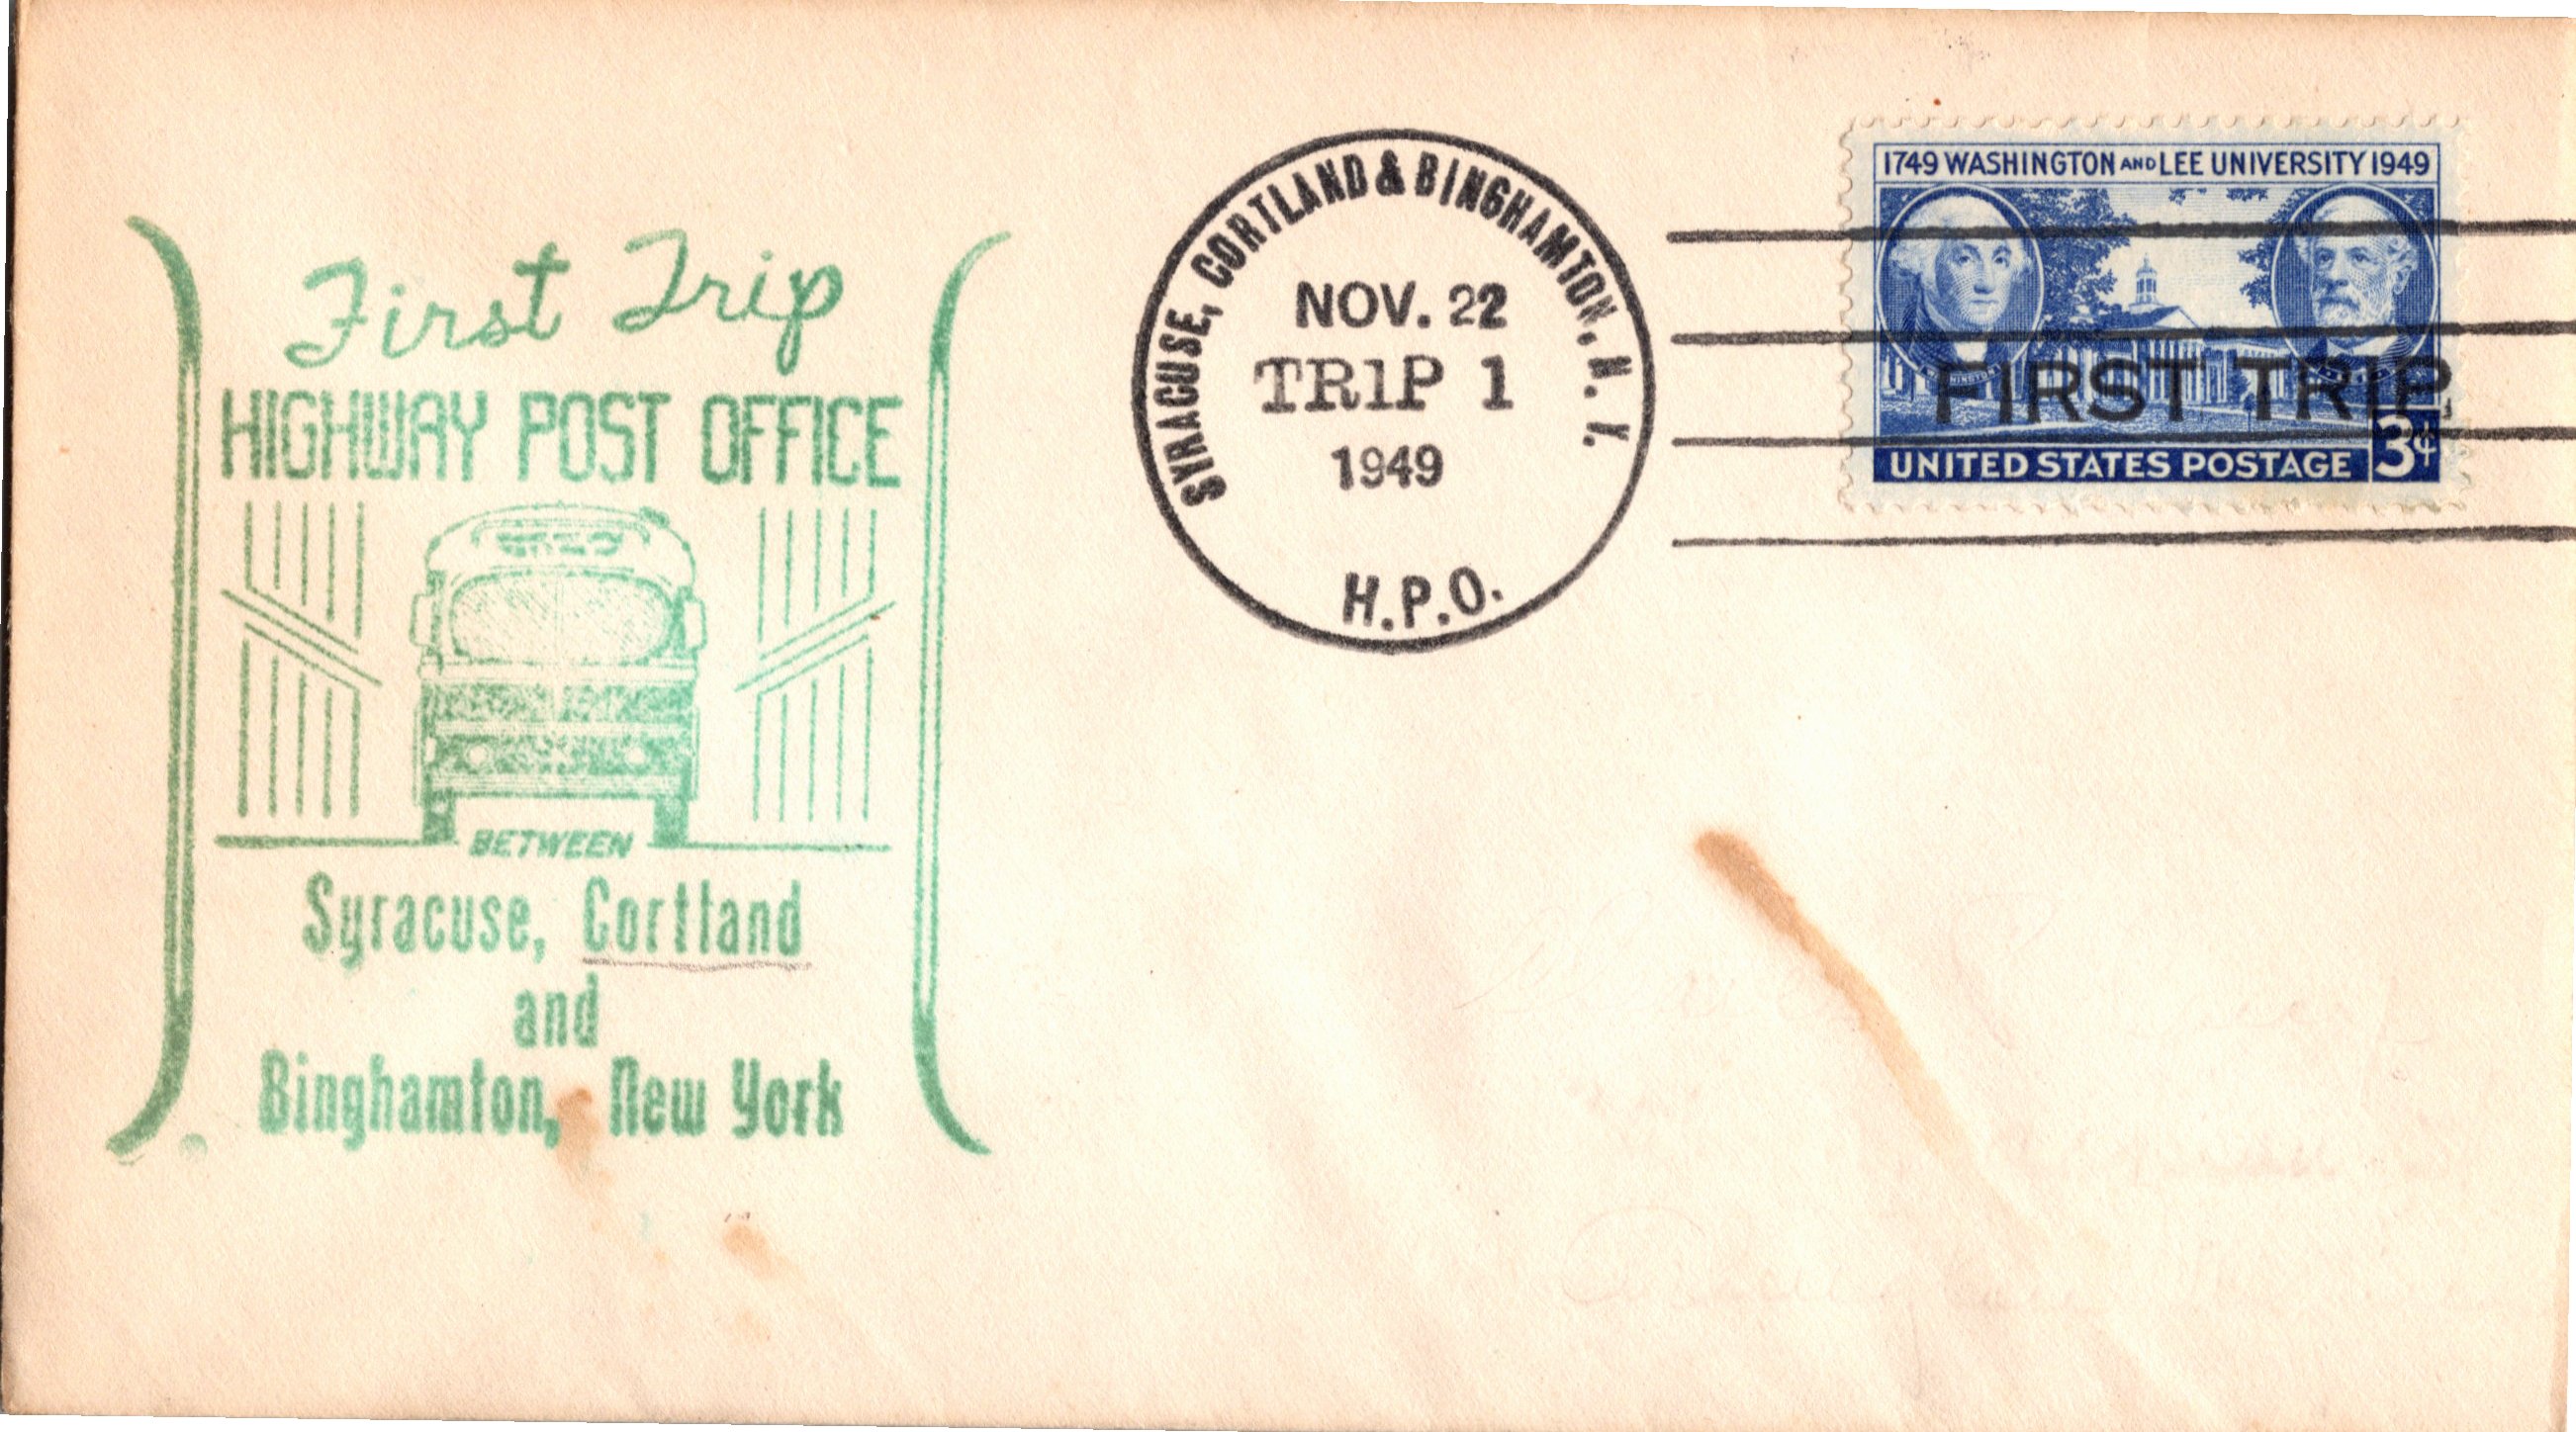 First Trip
HIGHWAY POST OFFICE
BETWEEN
Syracuse, Cortland
and
Binghamton, New York
SYRACUSE, CORTLAND & BINGHAMTON, N.Y.
NOV. 22
TR1P 1
1949
H.P.O.
1749 WASHINGTON AND LEE UNIVERSITY 1949
FIRST TRIP
UNITED STATES POSTAGE 3¢